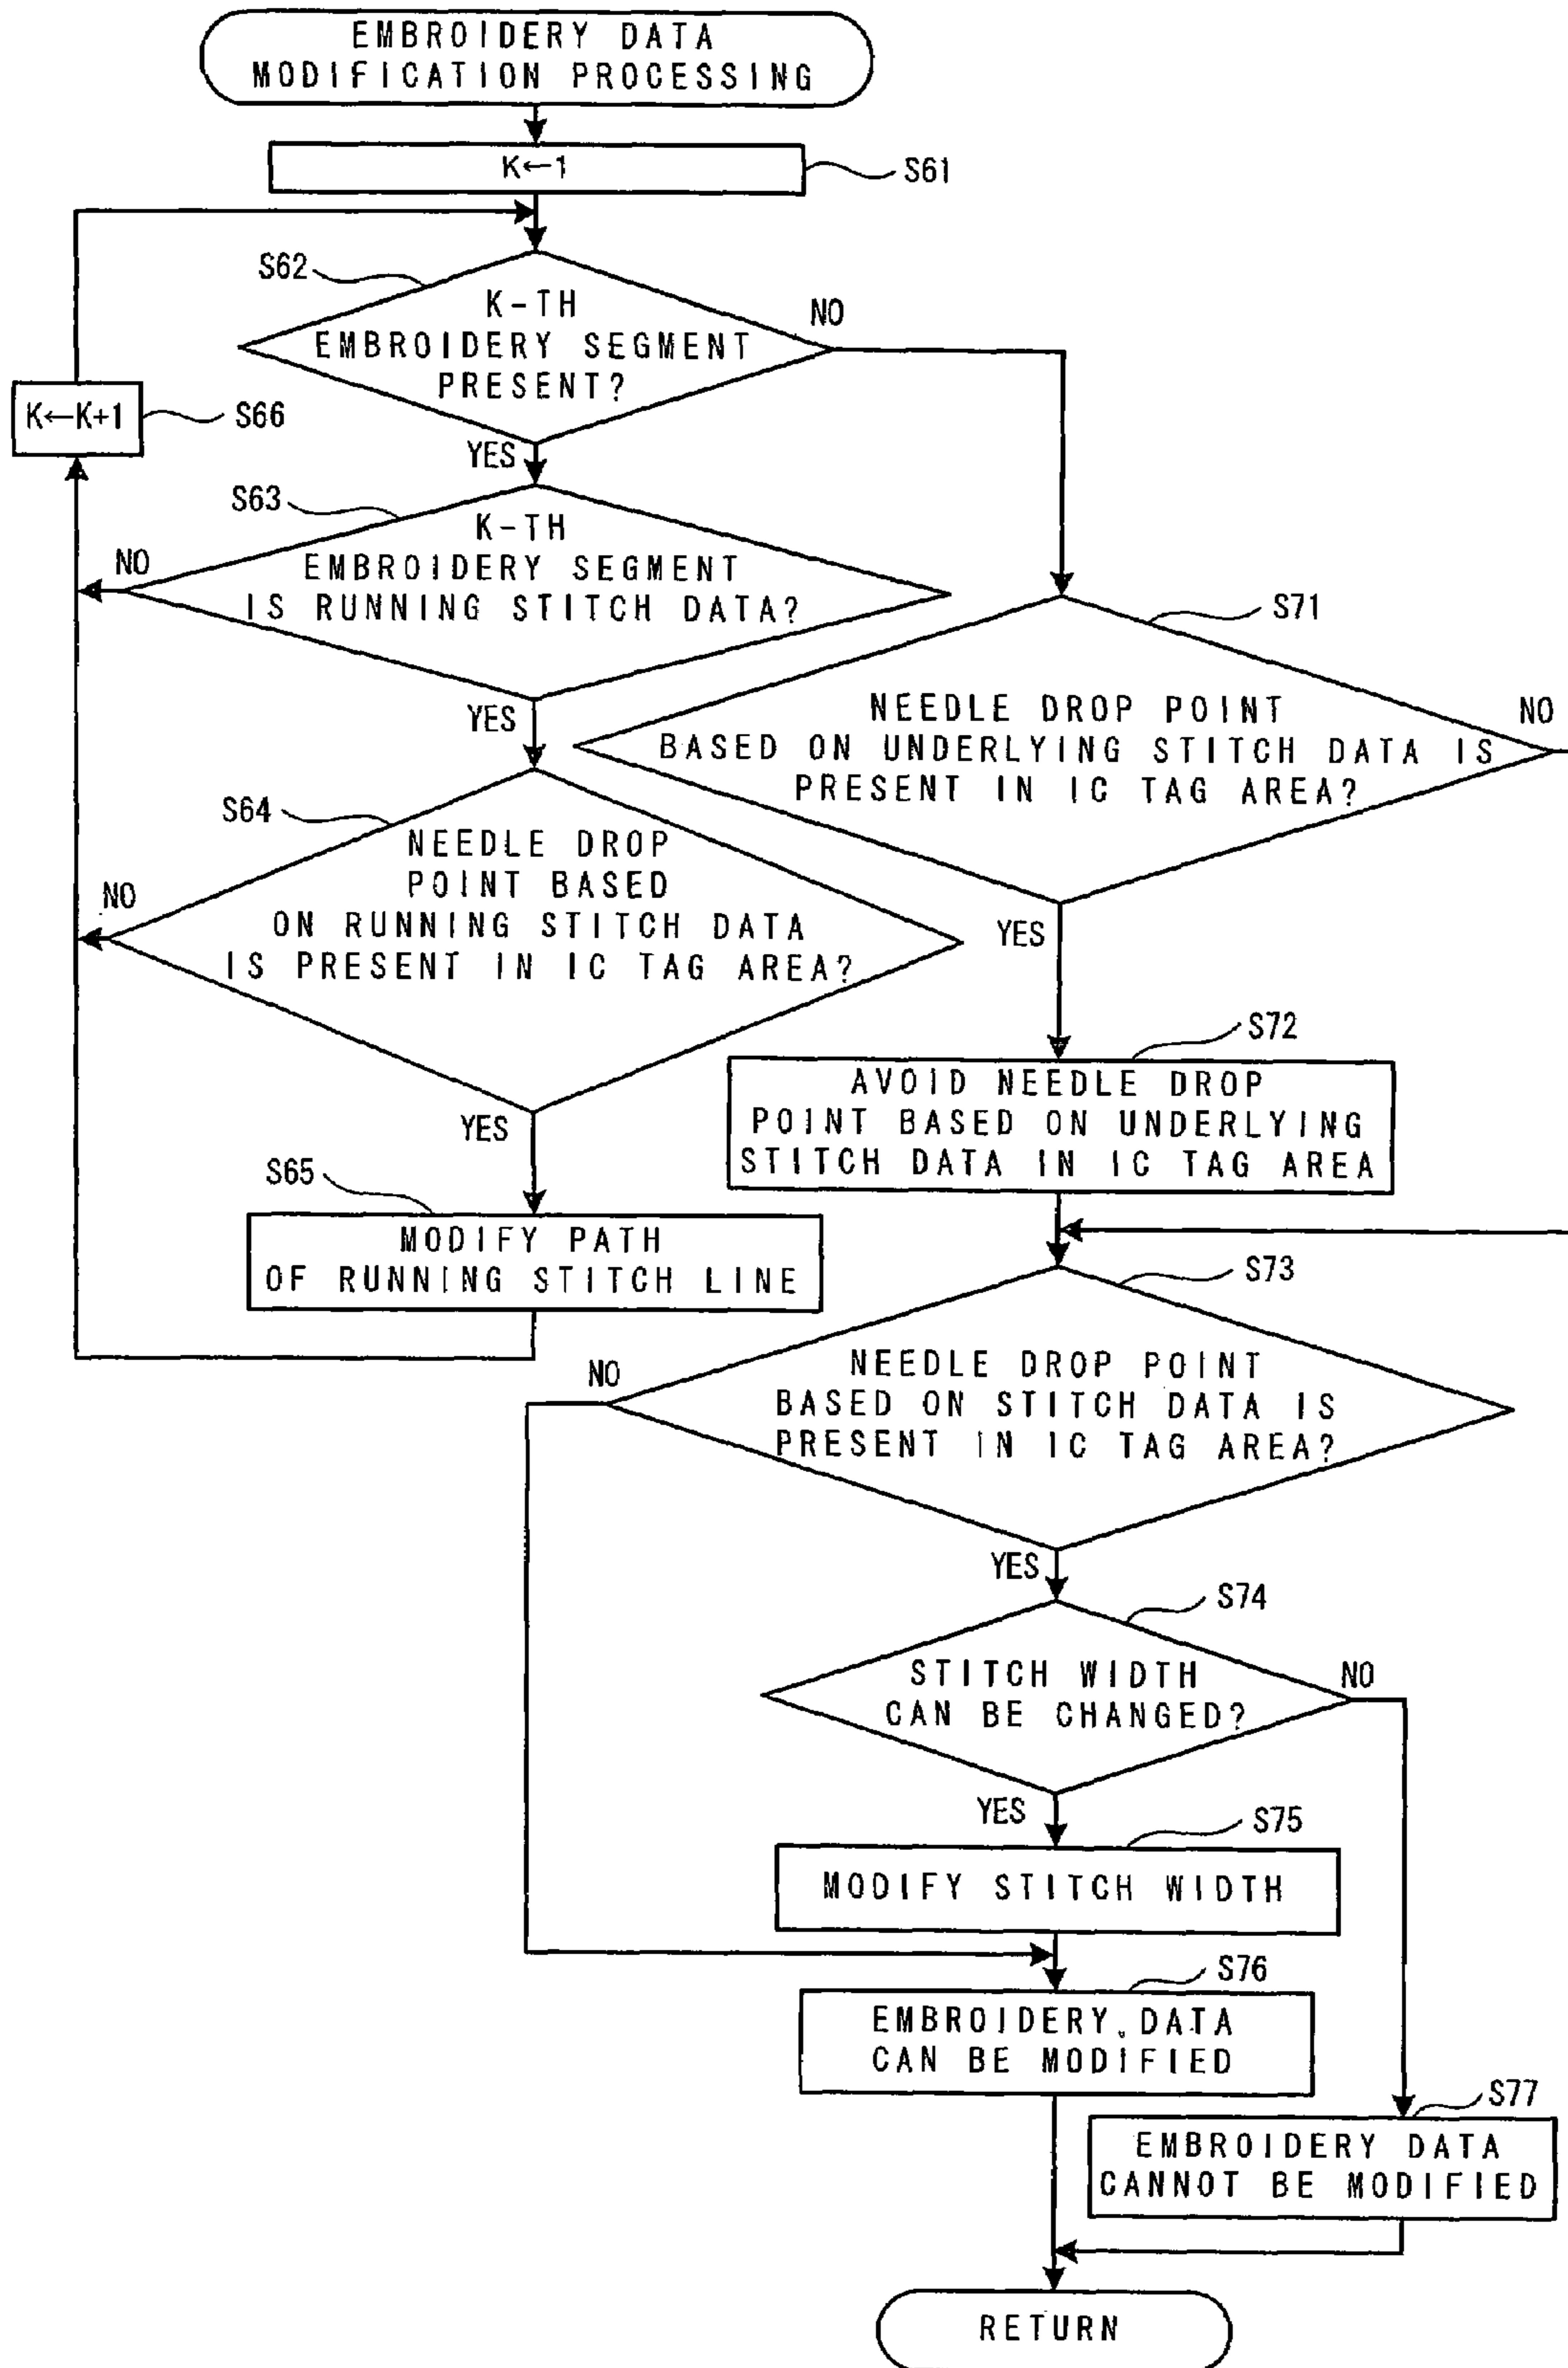 EMBROIDERY DATA
MODIFICATION PROCESSING
K←1
S61
S62
K-TH
EMBROIDERY SEGMENT
PRESENT?
NO
YES
K←K+1
S66
S63
K-TH
EMBROIDERY SEGMENT
IS RUNNING STITCH DATA?
NO
YES
S64
NEEDLE DROP
POINT BASED
ON RUNNING STITCH DATA
IS PRESENT IN IC TAG AREA?
NO
YES
S65
MODIFY PATH
OF RUNNING STITCH LINE
S71
NEEDLE DROP POINT
BASED ON UNDERLYING STITCH DATA IS
PRESENT IN IC TAG AREA?
NO
YES
S72
AVOID NEEDLE DROP
POINT BASED ON UNDERLYING
STITCH DATA IN IC TAG AREA
S73
NEEDLE DROP POINT
BASED ON STITCH DATA IS
PRESENT IN IC TAG AREA?
NO
YES
S74
STITCH WIDTH
CAN BE CHANGED?
NO
YES
S75
MODIFY STITCH WIDTH
S76
EMBROIDERY DATA
CAN BE MODIFIED
S77
EMBROIDERY DATA
CANNOT BE MODIFIED
RETURN